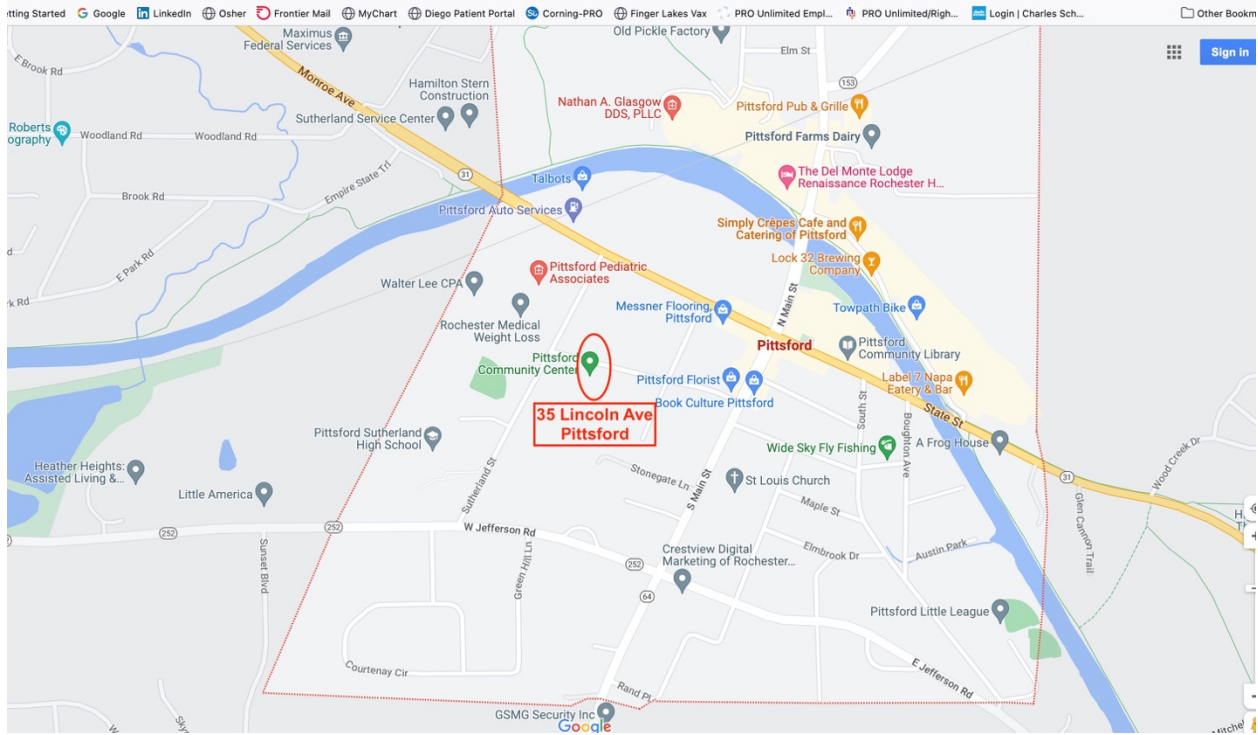 etting Started
Google
LinkedIn
Osher
Frontier Mail
MyChart
Diego Patient Portal
Corning-PRO
Finger Lakes Vax
PRO Unlimited Empl...
PRO Unlimited/Righ...
Login | Charles Sch...
Other Bookm
Sign in
Maximus
Federal Services
Old Pickle Factory
Elm St
E Brook Rd
Monroe Ave
Hamilton Stern
Construction
153
Nathan A. Glasgow
DDS, PLLC
Pittsford Pub & Grille
Sutherland Service Center
Roberts
ography
Woodland Rd
Woodland Rd
Pittsford Farms Dairy
Empire State Trl
31
Talbots
The Del Monte Lodge
Renaissance Rochester H...
Brook Rd
Pittsford Auto Services
Simply Crêpes Cafe and
Catering of Pittsford
E Park Rd
Pittsford Pediatric
Associates
Lock 32 Brewing
Company
Walter Lee CPA
rk Rd
Messner Flooring,
Pittsford
N Main St
Towpath Bike
Rochester Medical
Weight Loss
Pittsford
Pittsford
Community Library
Pittsford
Community Center
Pittsford Florist
Label 7 Napa
Eatery & Bar
Book Culture Pittsford
35 Lincoln Ave
Pittsford
South St
Boughton Ave
State St
Pittsford Sutherland
High School
Wide Sky Fly Fishing
A Frog House
Heather Heights:
Assisted Living &...
Little America
Sutherland St
Stonegate Ln
S Main St
St Louis Church
31
Wood Creek Dr
Maple St
Glen Cannon Trail
252
252
W Jefferson Rd
Elmbrook Dr
Austin Park
Sunset Blvd
Green Hill Ln
252
Crestview Digital
Marketing of Rochester...
64
Pittsford Little League
Courtenay Cir
E Jefferson Rd
Rand Pl
GSMG Security Inc
Google
Mitche